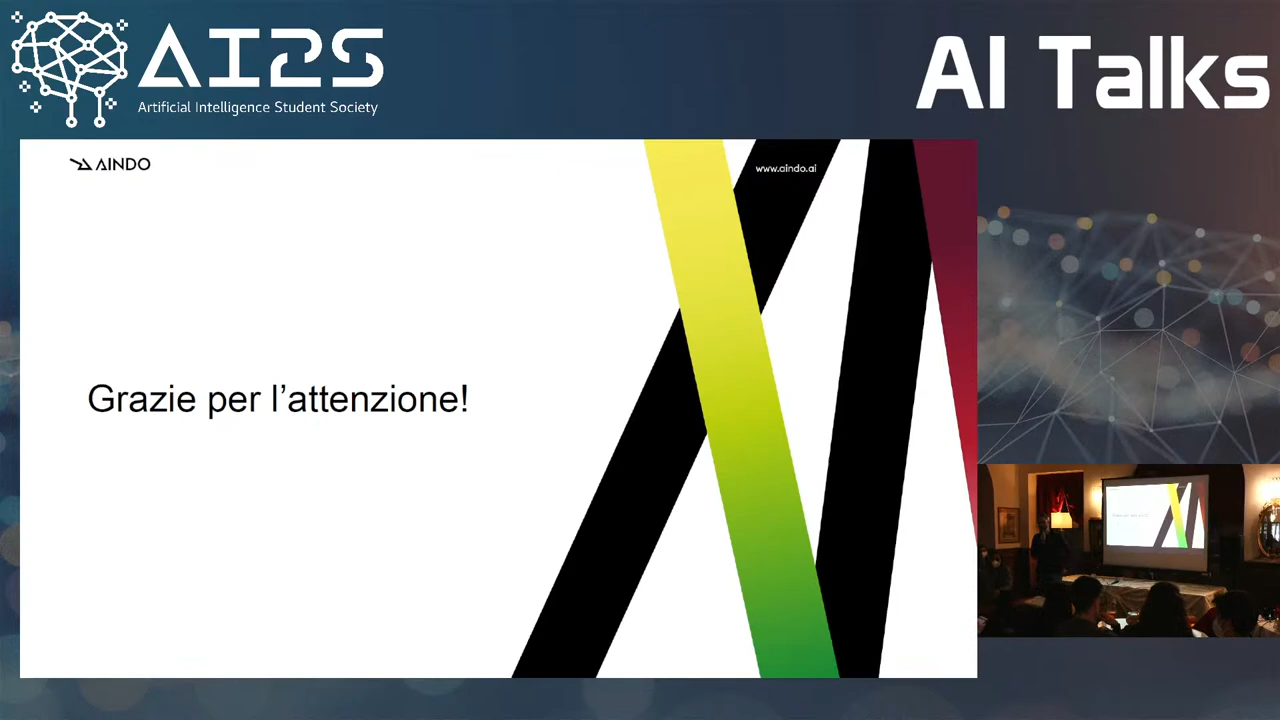 AI2S
Artificial Intelligence Student Society
AI Talks
AINDO
www.aindo.ai
Grazie per l'attenzione!